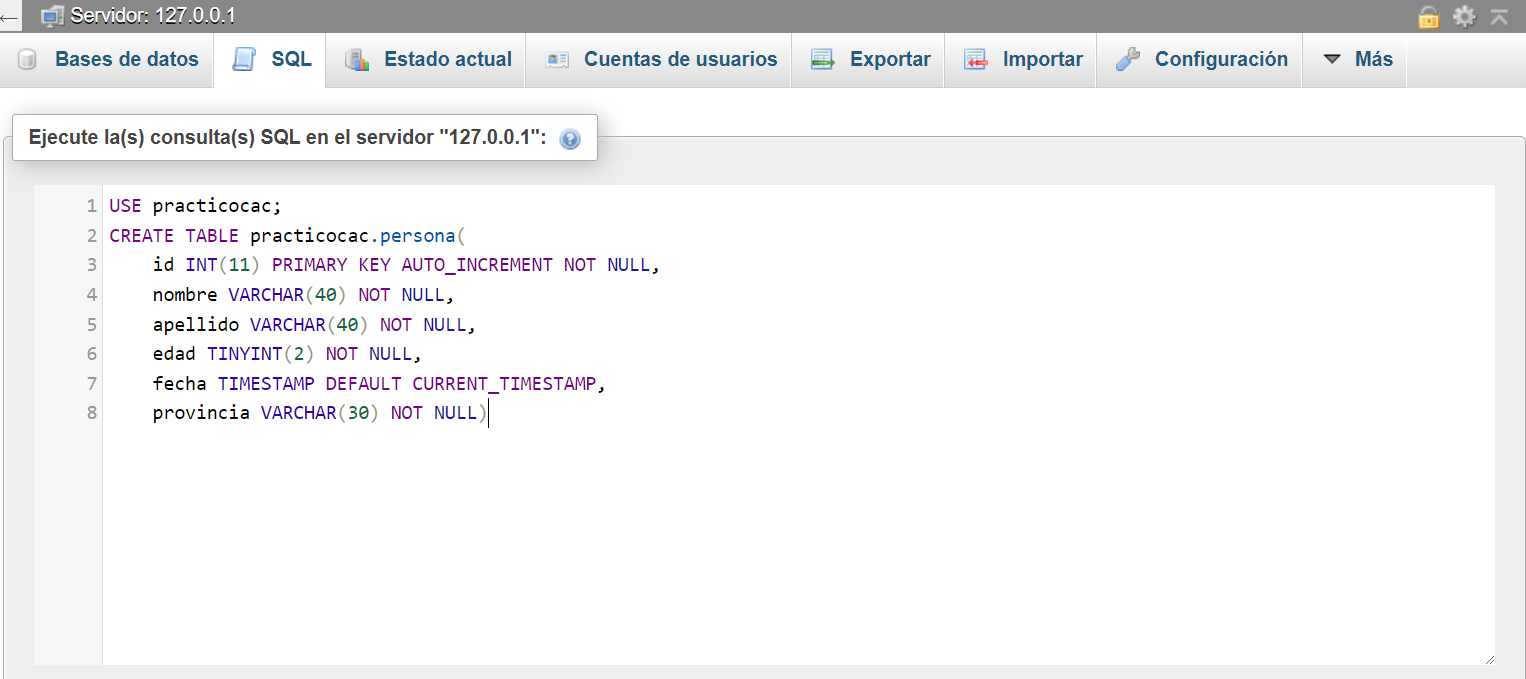 Servidor: 127.0.0.1
Bases de datos SQL Estado actual Cuentas de usuarios Exportar Importar Configuración Más
Ejecute la(s) consulta(s) SQL en el servidor "127.0.0.1":
1 USE practicocac;
2 CREATE TABLE practicocac.persona(
3 id INT(11) PRIMARY KEY AUTO_INCREMENT NOT NULL,
4 nombre VARCHAR(40) NOT NULL,
5 apellido VARCHAR(40) NOT NULL,
6 edad TINYINT(2) NOT NULL,
7 fecha TIMESTAMP DEFAULT CURRENT_TIMESTAMP,
8 provincia VARCHAR(30) NOT NULL)